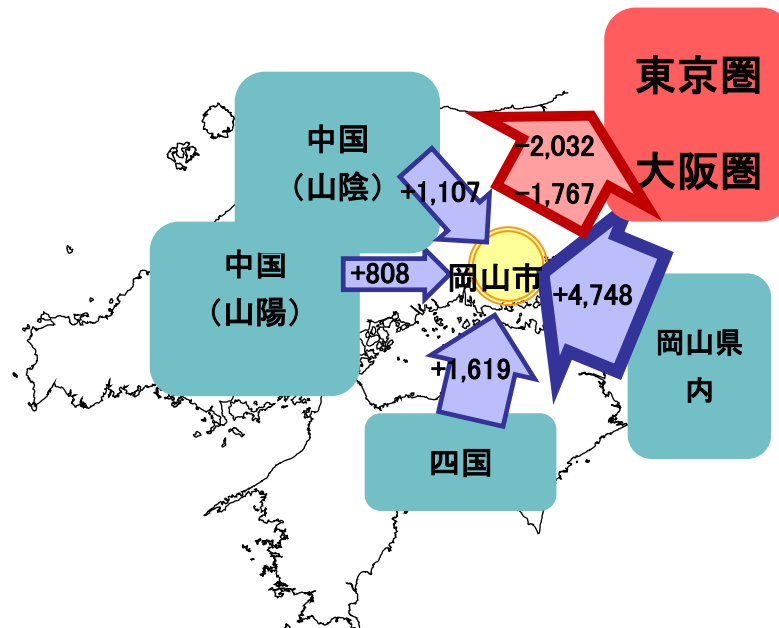 東京圏
大阪圏
-2,032
-1,767
中国
（山陰）
+1,107
中国
（山陽）
+808
岡山市
+4,748
岡山県
内
+1,619
四国